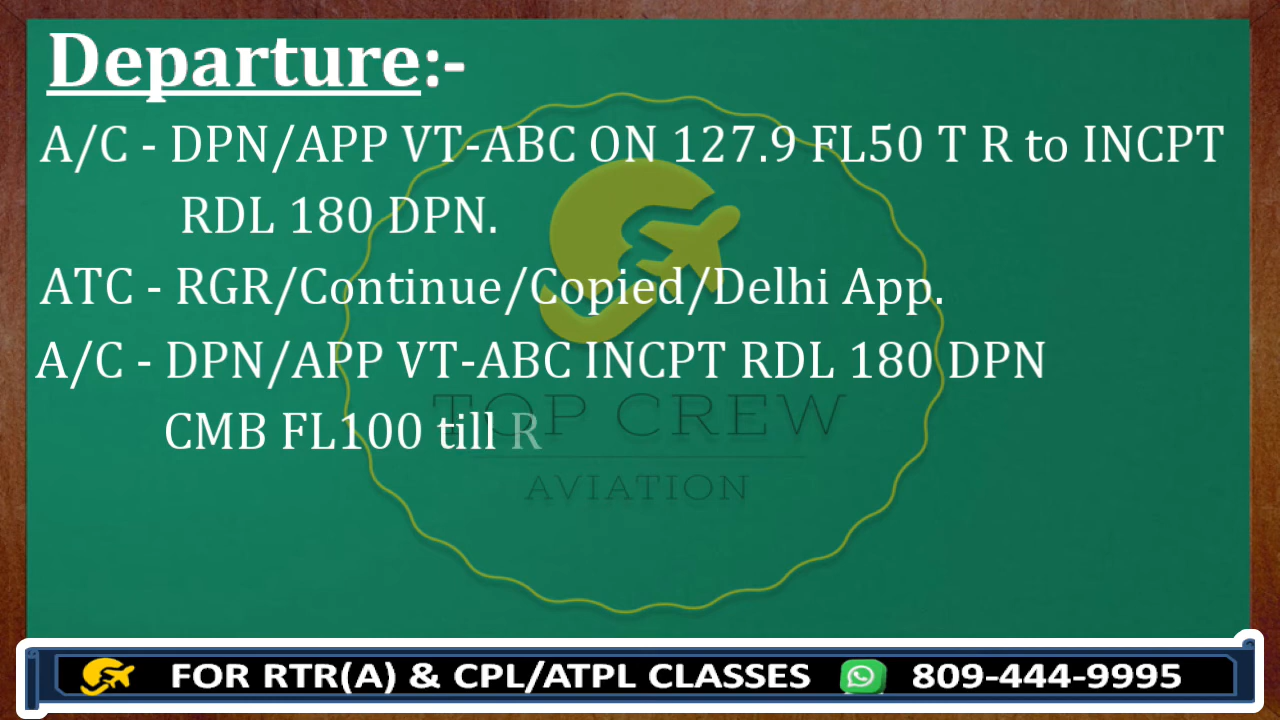 Departure:-
A/C - DPN/APP VT-ABC ON 127.9 FL50 T R to INCPT
RDL 180 DPN.
ATC - RGR/Continue/Copied/Delhi App.
A/C - DPN/APP VT-ABC INCPT RDL 180 DPN
CMB FL100 till R
TOP CREW
AVIATION
FOR RTR(A) & CPL/ATPL CLASSES 809-444-9995